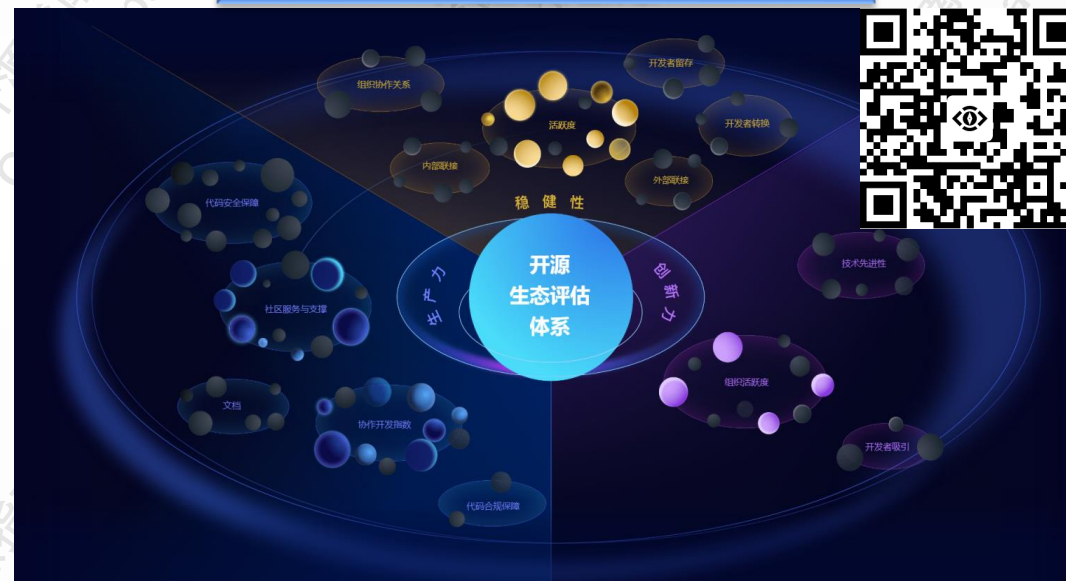 组织协作关系
开发者留存
活跃度
开发者转换
内部联接
外部联接
稳健性
代码安全保障
社区服务与支撑
文档
协作开发指数
代码合规保障
生产力
开源
生态评估
体系
创新力
技术先进性
组织活跃度
开发者吸引